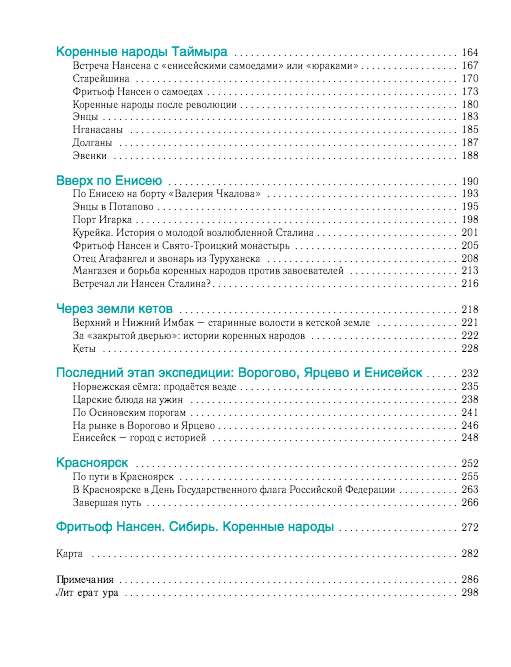 Коренные народы Таймыра . . . . . . . . . . . . . . . . . . . . . . 164
Встреча Нансена с «енисейскими самоедами» или «юраками» . . . . . . . . . . 167
Старейшина . . . . . . . . . . . . . . . . . . . . . . 170
Фритьоф Нансен о самоедах . . . . . . . . . . . . . . . . . . . . . . 173
Коренные народы после революции . . . . . . . . . . . . . . . . . . . . . . 180
Энцы . . . . . . . . . . . . . . . . . . . . . . 183
Нганасаны . . . . . . . . . . . . . . . . . . . . . . 185
Долганы . . . . . . . . . . . . . . . . . . . . . . 187
Эвенки . . . . . . . . . . . . . . . . . . . . . . 188
Вверх по Енисею . . . . . . . . . . . . . . . . . . . . . . 190
По Енисею на борту «Валерия Чкалова» . . . . . . . . . . . . . . . . . . . . . . 193
Энцы в Потапово . . . . . . . . . . . . . . . . . . . . . . 195
Порт Игарка . . . . . . . . . . . . . . . . . . . . . . 198
Курейка. История о молодой возлюбленной Сталина . . . . . . . . . . . . . . . . 201
Фритьоф Нансен и Свято-Троицкий монастырь . . . . . . . . . . . . . . . . 205
Отец Агафангел и звонарь из Туруханска . . . . . . . . . . . . . . . . . . . . . . 208
Мангазея и борьба коренных народов против завоевателей . . . . . . . . . . 213
Встречал ли Нансен Сталина? . . . . . . . . . . . . . . . . . . . . . . 216
Через земли кетов . . . . . . . . . . . . . . . . . . . . . . 218
Верхний и Нижний Имбак – старинные волости в кетской земле . . . . . . . . . . 221
За «закрытой дверью»: истории коренных народов . . . . . . . . . . . . . . . . 222
Кеты . . . . . . . . . . . . . . . . . . . . . . 228
Последний этап экспедиции: Ворогово, Ярцево и Енисейск . . . . . . 232
Норвежская сёмга: продаётся везде . . . . . . . . . . . . . . . . . . . . . . 235
Царские блюда на ужин . . . . . . . . . . . . . . . . . . . . . . 238
По Осиновским порогам . . . . . . . . . . . . . . . . . . . . . . 241
На рынке в Ворогово и Ярцево . . . . . . . . . . . . . . . . . . . . . . 246
Енисейск – город с историей . . . . . . . . . . . . . . . . . . . . . . 248
Красноярск . . . . . . . . . . . . . . . . . . . . . . 252
По пути в Красноярск . . . . . . . . . . . . . . . . . . . . . . 255
В Красноярске в День Государственного флага Российской Федерации . . . . . . . . . . 263
Завершая путь . . . . . . . . . . . . . . . . . . . . . . 266
Фритьоф Нансен. Сибирь. Коренные народы . . . . . . . . . . . . . . . . 272
Карта . . . . . . . . . . . . . . . . . . . . . . 282
Примечания . . . . . . . . . . . . . . . . . . . . . . 286
Лит ерат ура . . . . . . . . . . . . . . . . . . . . . . 298